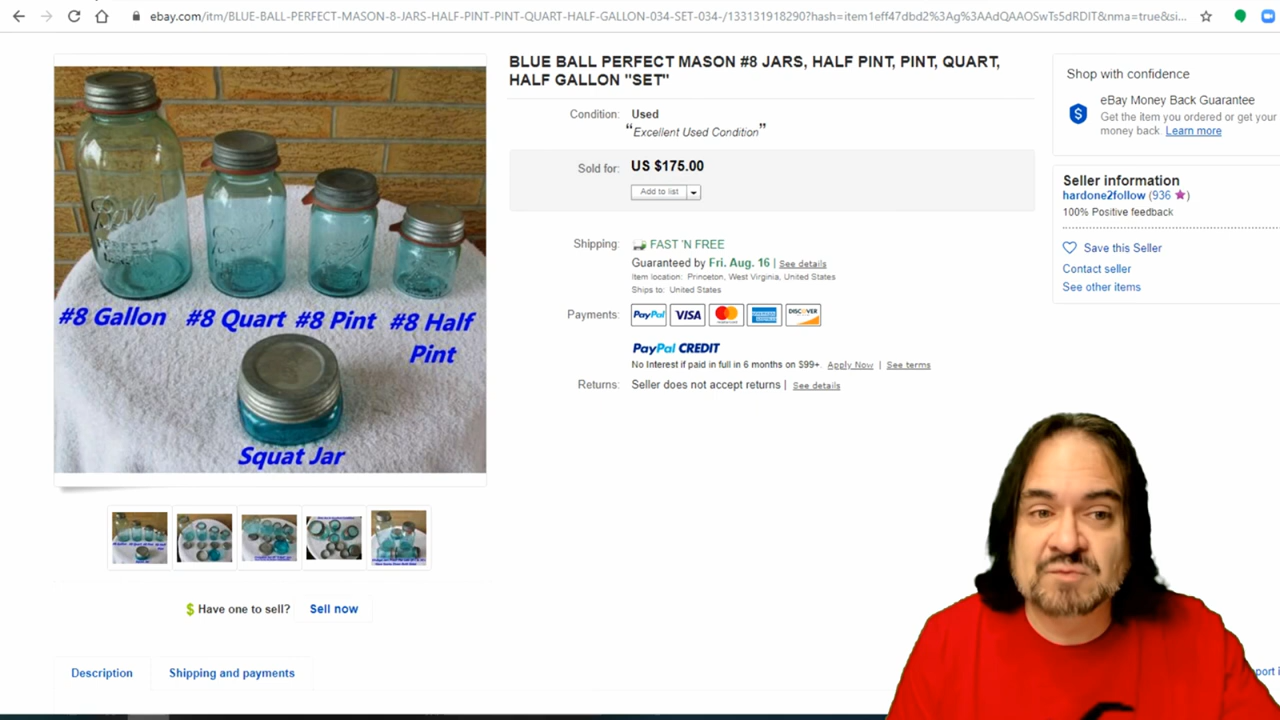 ebay.com/itm/BLUE-BALL-PERFECT-MASON-8-JARS-HALF-PINT-PINT-QUART-HALF-GALLON-034-SET-034-/133131918290?hash=item1eff47dbd2%3Ag%3AAdQAAOSwTs5dRDIT&nma=true&si...
BLUE BALL PERFECT MASON #8 JARS, HALF PINT, PINT, QUART,
HALF GALLON "SET"
Condition: Used
“Excellent Used Condition”
Sold for: US $175.00
Add to list
Shipping: FAST 'N FREE
Guaranteed by Fri. Aug. 16 | See details
Item location: Princeton, West Virginia, United States
Ships to: United States
Payments: PayPal VISA MasterCard DISCOVER
PayPal CREDIT
No Interest if paid in full in 6 months on $99+. Apply Now | See terms
Returns: Seller does not accept returns | See details
Shop with confidence
eBay Money Back Guarantee
Get the item you ordered or get your
money back. Learn more
Seller information
hardone2follow (936 ★)
100% Positive feedback
Save this Seller
Contact seller
See other items
Ball
PERFECT
MASON
Ball
Ball
#8 Gallon #8 Quart #8 Pint #8 Half
Pint
Squat Jar
$ Have one to sell? Sell now
Description Shipping and payments
port i